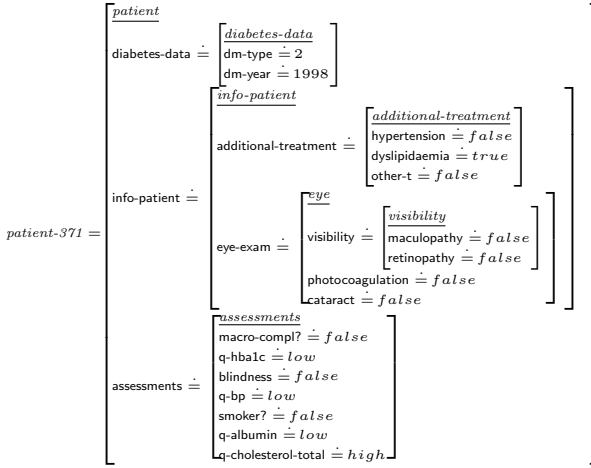 patient
diabetes-data ≐
diabetes-data
dm-type ≐ 2
dm-year ≐ 1998
info-patient ≐
info-patient
additional-treatment ≐
additional-treatment
hypertension ≐ false
dyslipidaemia ≐ true
other-t ≐ false
eye-exam ≐
eye
visibility ≐
visibility
maculopathy ≐ false
retinopathy ≐ false
photocoagulation ≐ false
cataract ≐ false
patient-371 =
assessments ≐
assessments
macro-compl? ≐ false
q-hba1c ≐ low
blindness ≐ false
q-bp ≐ low
smoker? ≐ false
q-albumin ≐ low
q-cholesterol-total ≐ high